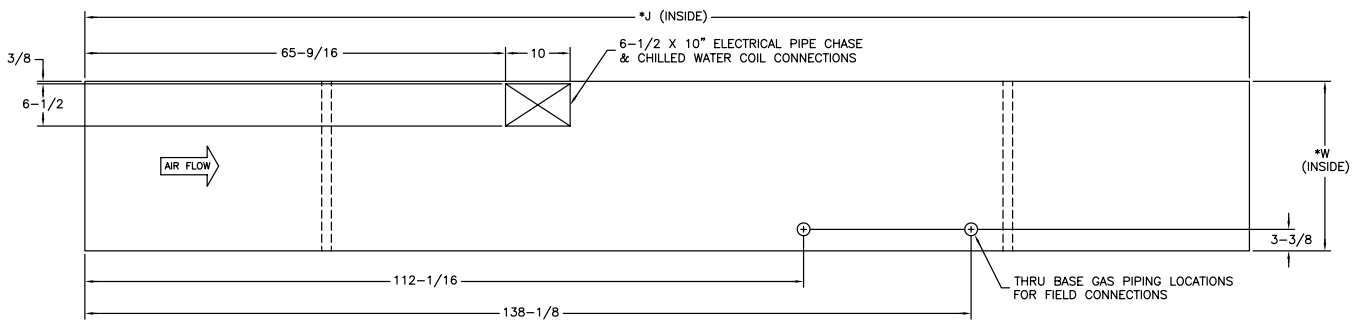 *J (INSIDE)
65-9/16
10
6-1/2 X 10" ELECTRICAL PIPE CHASE
& CHILLED WATER COIL CONNECTIONS
3/8
6-1/2
AIR FLOW
*W
(INSIDE)
3-3/8
112-1/16
THRU BASE GAS PIPING LOCATIONS
FOR FIELD CONNECTIONS
138-1/8